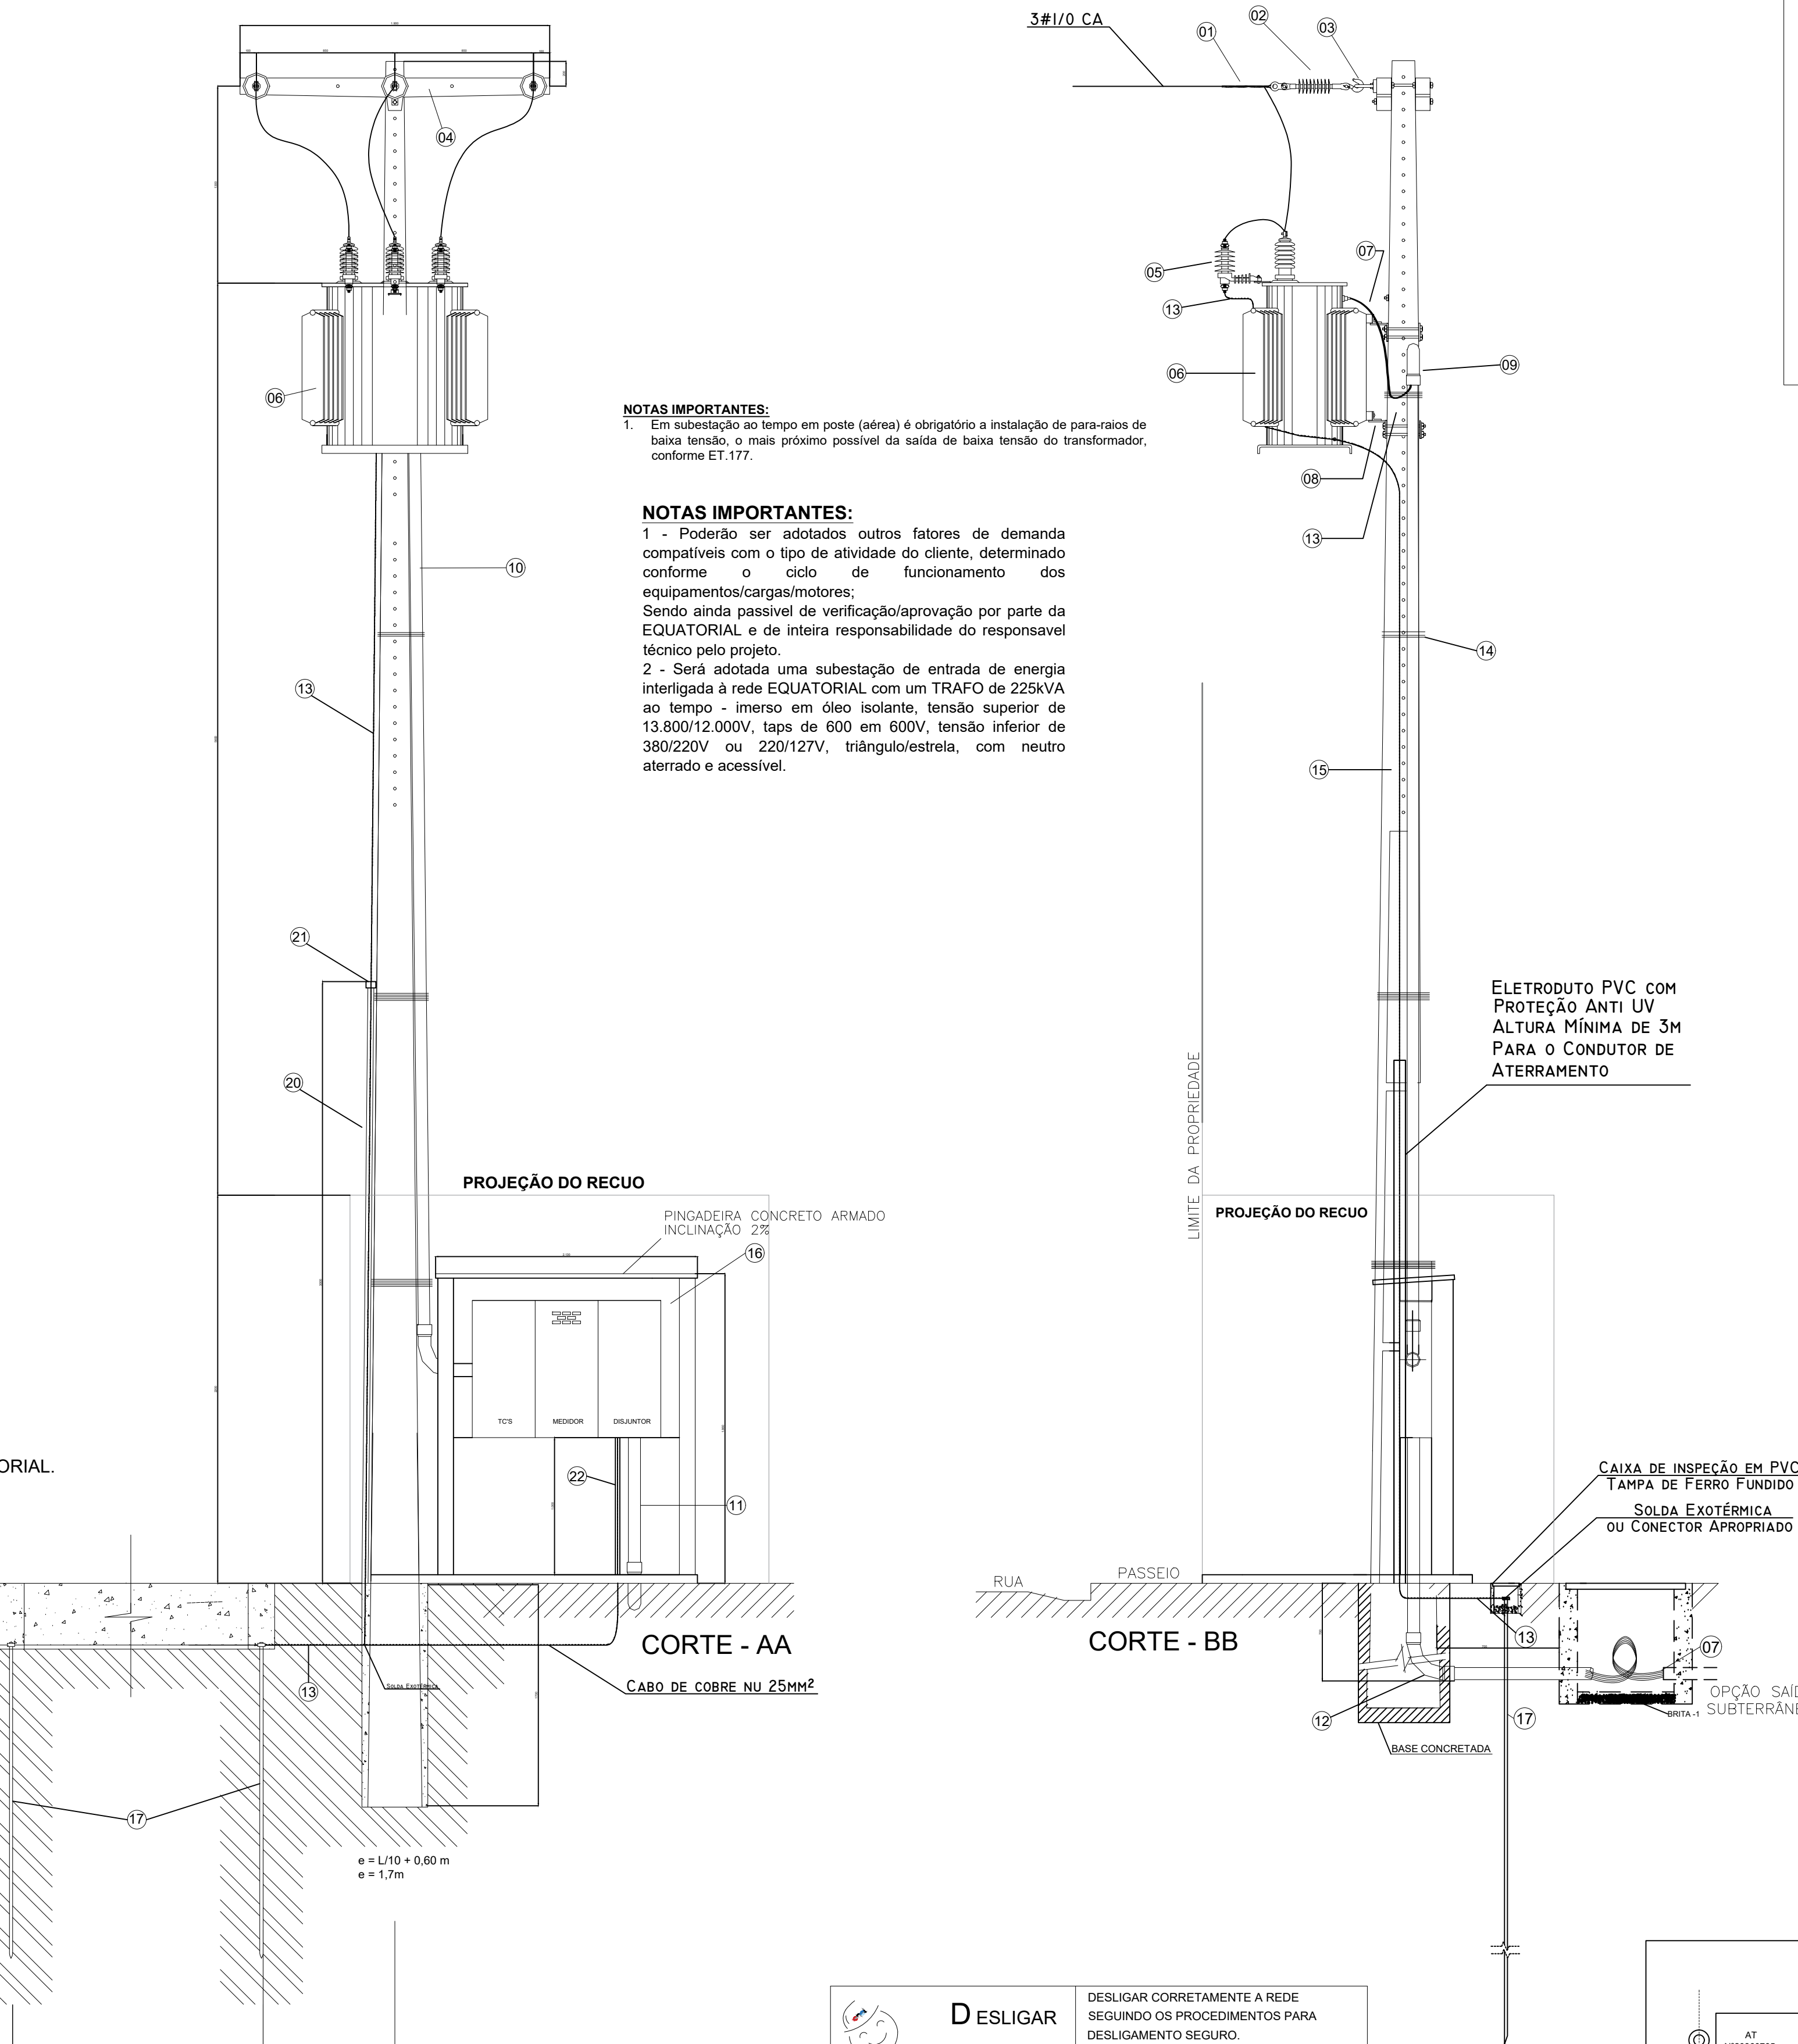 3#1/0 CA
01
02
03
04
05
06
07
13
06
09
08
13
NOTAS IMPORTANTES:
1. Em subestação ao tempo em poste (aérea) é obrigatório a instalação de para-raios de
baixa tensão, o mais próximo possível da saída de baixa tensão do transformador,
conforme ET.177.
NOTAS IMPORTANTES:
1 - Poderão ser adotados outros fatores de demanda
compatíveis com o tipo de atividade do cliente, determinado
conforme o ciclo de funcionamento dos
equipamentos/cargas/motores;
Sendo ainda passivel de verificação/aprovação por parte da
EQUATORIAL e de inteira responsabilidade do responsavel
técnico pelo projeto.
2 - Será adotada uma subestação de entrada de energia
interligada à rede EQUATORIAL com um TRAFO de 225kVA
ao tempo - imerso em óleo isolante, tensão superior de
13.800/12.000V, taps de 600 em 600V, tensão inferior de
380/220V ou 220/127V, triângulo/estrela, com neutro
aterrado e acessível.
10
14
13
15
21
20
ELETRODUTO PVC COM
PROTEÇÃO ANTI UV
ALTURA MÍNIMA DE 3M
PARA O CONDUTOR DE
ATERRAMENTO
LIMITE DA PROPRIEDADE
PROJEÇÃO DO RECUO
PINGADEIRA CONCRETO ARMADO
INCLINAÇÃO 2%
16
PROJEÇÃO DO RECUO
TC'S
MEDIDOR
DISJUNTOR
22
11
ORIAL.
CAIXA DE INSPEÇÃO EM PVC
TAMPA DE FERRO FUNDIDO
SOLDA EXOTÉRMICA
OU CONECTOR APROPRIADO
RUA
PASSEIO
CORTE - AA
CORTE - BB
13
07
13
SOLDA EXOTÉRMICA
CABO DE COBRE NU 25MM²
12
17
OPÇÃO SAÍD
SUBTERRÂNE
BRITA -1
BASE CONCRETADA
17
e = L/10 + 0,60 m
e = 1,7m
DESLIGAR
DESLIGAR CORRETAMENTE A REDE
SEGUINDO OS PROCEDIMENTOS PARA
DESLIGAMENTO SEGURO.
AT